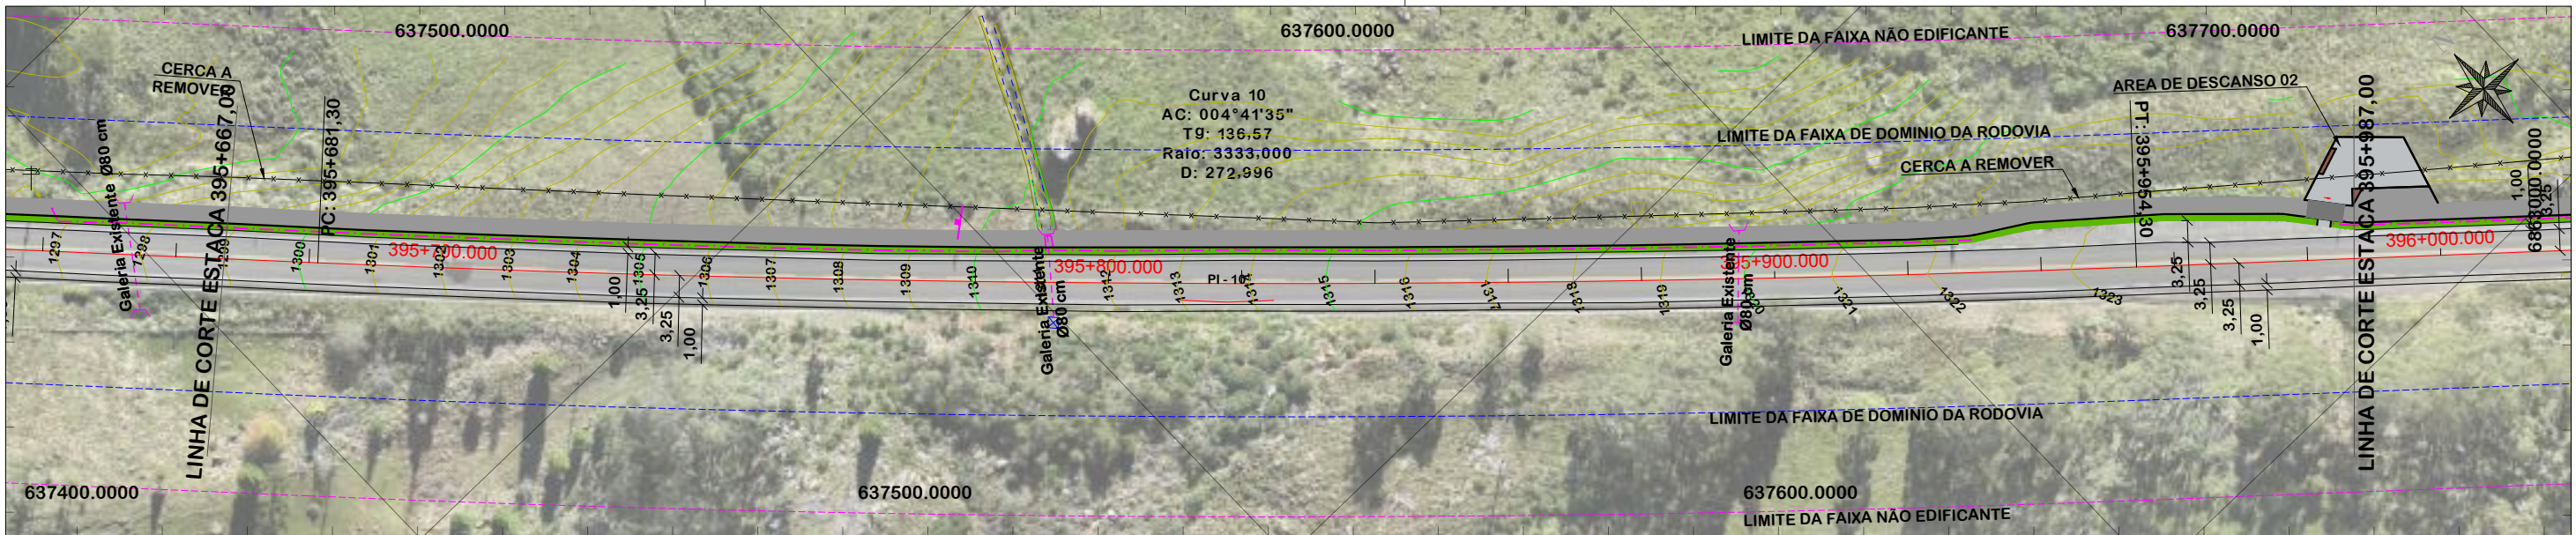 637500.0000
637600.0000
637700.0000
LIMITE DA FAIXA NÃO EDIFICANTE
CERCA A
REMOVER
LINHA DE CORTE ESTACA 395+667,00
PC: 395+681,30
Curva 10
AC: 004°41'35"
Tg: 136,57
Raio: 3333,000
D: 272,996
LIMITE DA FAIXA DE DOMINIO DA RODOVIA
CERCA A REMOVER
AREA DE DESCANSO 02
PT: 395+954,30
LINHA DE CORTE ESTACA 395+987,00
1,00
3,25
Galeria Existente Ø80 cm
1297
1298
1299
1300
1301
1302
1303
1304
1305
1306
1307
1308
1309
1310
1312
1313
1314
1315
1316
1317
1318
1319
1320
1321
1322
1323
395+700.000
395+800.000
395+900.000
396+000.000
PI - 10
Galeria Existente
Ø80 cm
Galeria Existente
Ø80 cm
1,00
3,25
3,25
1,00
3,25
3,25
3,25
1,00
LIMITE DA FAIXA DE DOMINIO DA RODOVIA
637400.0000
637500.0000
637600.0000
LIMITE DA FAIXA NÃO EDIFICANTE